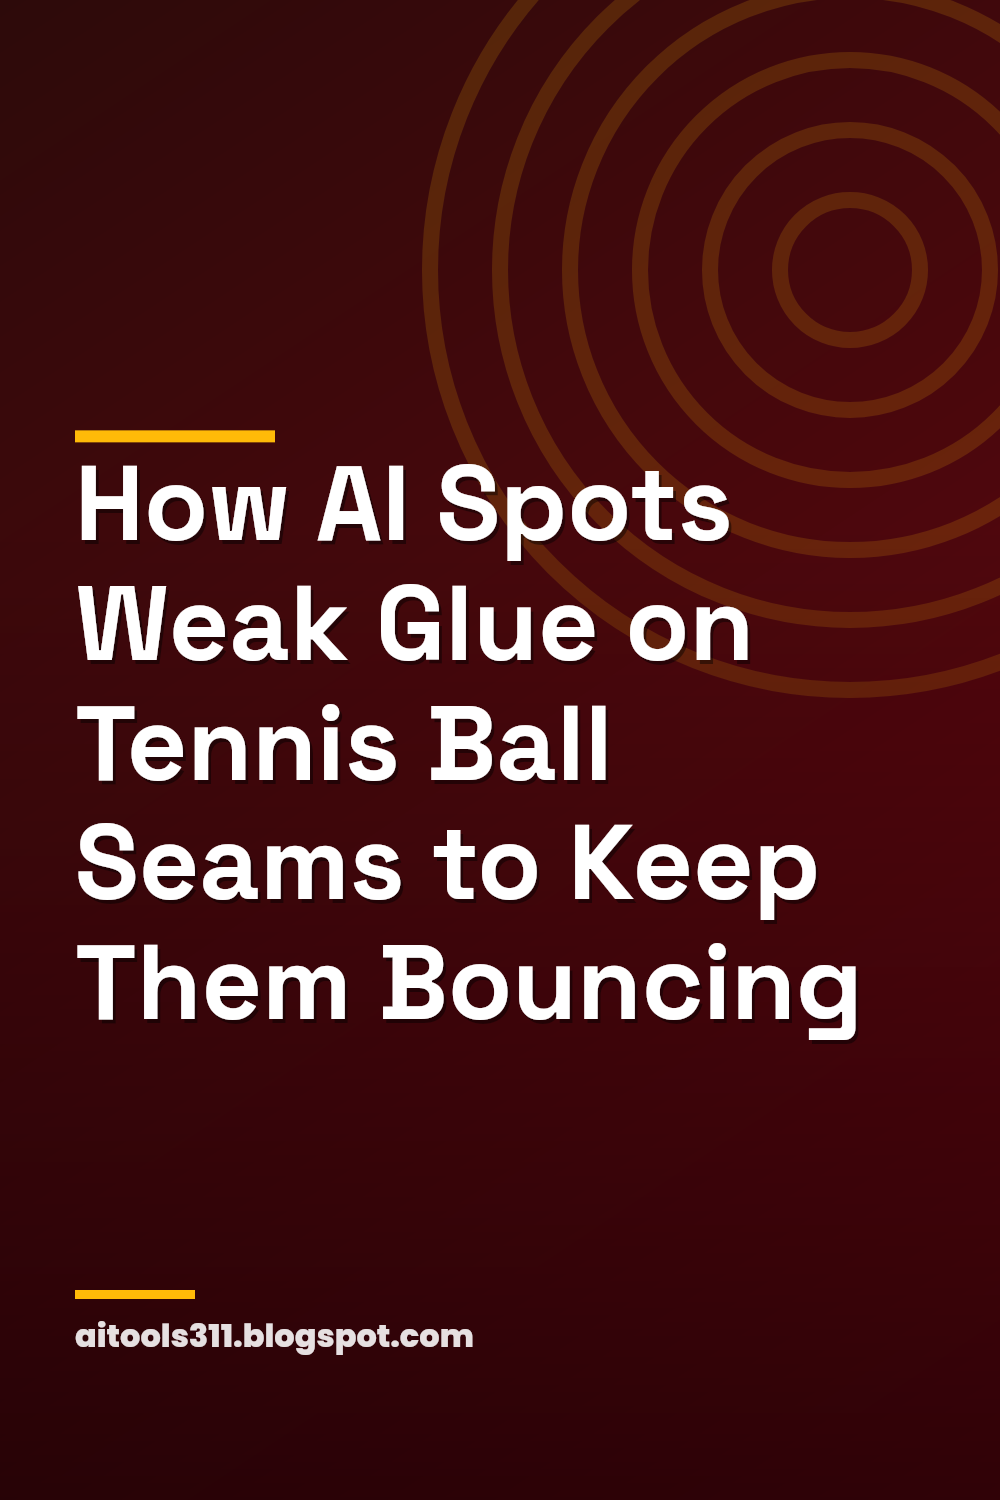 How AI Spots
Weak Glue on
Tennis Ball
Seams to Keep
Them Bouncing
aitools311.blogspot.com